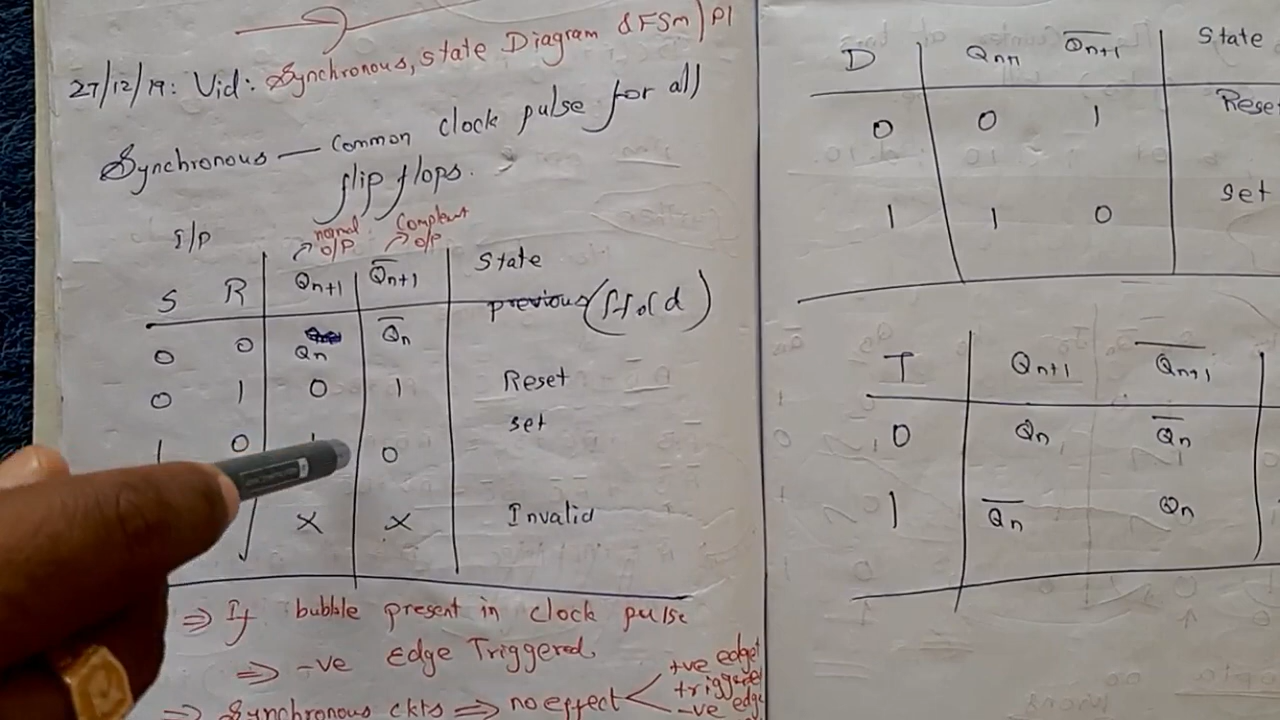 Synchronous, state Diagram & FSm) P1
27/12/19: Vid:
Synchronous — Common clock pulse for all
flip flops.
I/P
normal O/P
Complement O/P
S R Qn+1 Q̅n+1 State
0 0 Qn Q̅n previous (Hold)
0 1 0 1 Reset
1 0 1 0 set
1 X X Invalid
⇒ If bubble present in clock pulse
⇒ -ve Edge Triggered.
⇒ Synchronous ckts ⇒ no effect
+ve edge
triggered
-ve edge
D Qn+1 Q̅n+1 State
0 0 1 Reset
1 1 0 set
T Qn+1 Q̅n+1
0 Qn Q̅n
1 Q̅n Qn